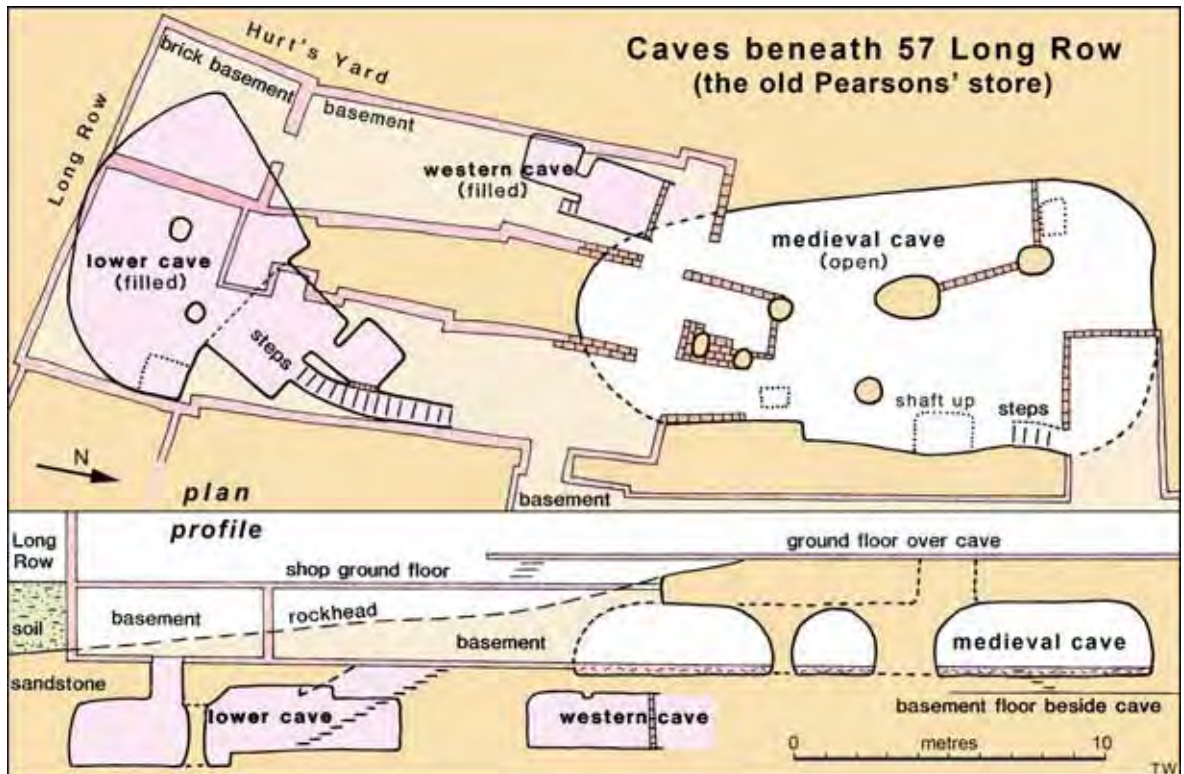 Caves beneath 57 Long Row
(the old Pearsons' store)
Hurt's Yard
brick basement
basement
Long Row
western cave
(filled)
medieval cave
(open)
lower cave
(filled)
steps
shaft up
steps
N
basement
plan
profile
Long
Row
ground floor over cave
shop ground floor
basement
rockhead
soil
basement
medieval cave
sandstone
lower cave
western cave
basement floor beside cave
0
metres
10
TW